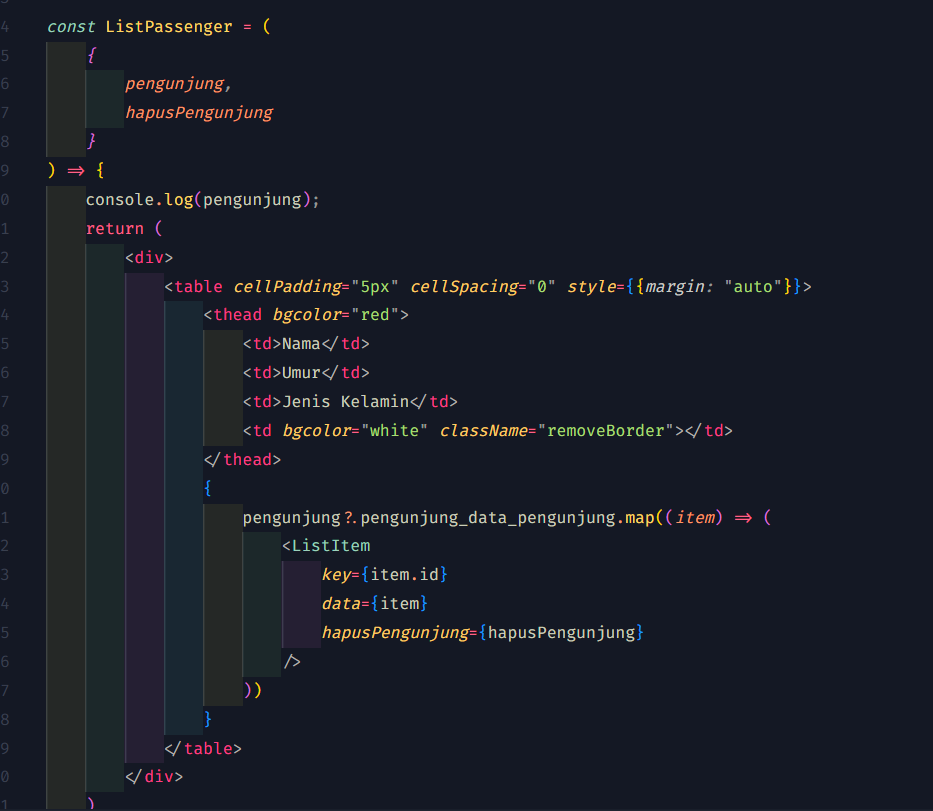 4 const ListPassenger = (
5 {
6 pengunjung,
7 hapusPengunjung
8 }
9 ) => {
0 console.log(pengunjung);
1 return (
2 <div>
3 <table cellPadding="5px" cellSpacing="0" style={{margin: "auto"}}>
4 <thead bgcolor="red">
5 <td>Nama</td>
6 <td>Umur</td>
7 <td>Jenis Kelamin</td>
8 <td bgcolor="white" className="removeBorder"></td>
9 </thead>
0 {
1 pengunjung?.pengunjung_data_pengunjung.map((item) => (
2 <ListItem
3 key={item.id}
4 data={item}
5 hapusPengunjung={hapusPengunjung}
6 />
7 ))
8 }
9 </table>
0 </div>
1 )